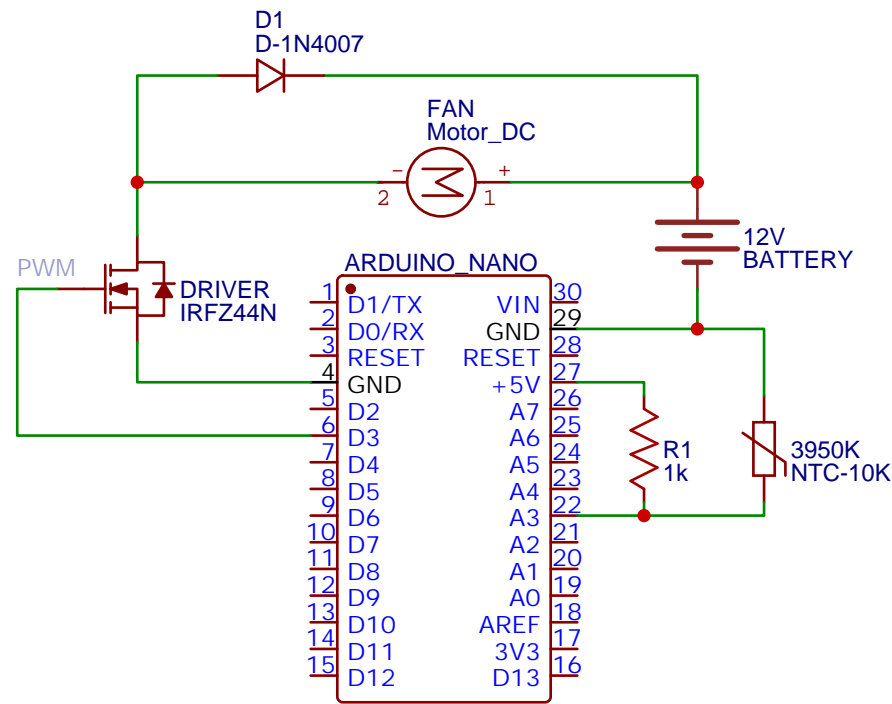 D1
D-1N4007
FAN
Motor_DC
-
+
2
1
12V
BATTERY
PWM
DRIVER
IRFZ44N
ARDUINO_NANO
1 D1/TX VIN 30
2 D0/RX GND 29
3 RESET RESET 28
4 GND +5V 27
5 D2 A7 26
6 D3 A6 25
7 D4 A5 24
8 D5 A4 23
9 D6 A3 22
10 D7 A2 21
11 D8 A1 20
12 D9 A0 19
13 D10 AREF 18
14 D11 3V3 17
15 D12 D13 16
R1
1k
3950K
NTC-10K